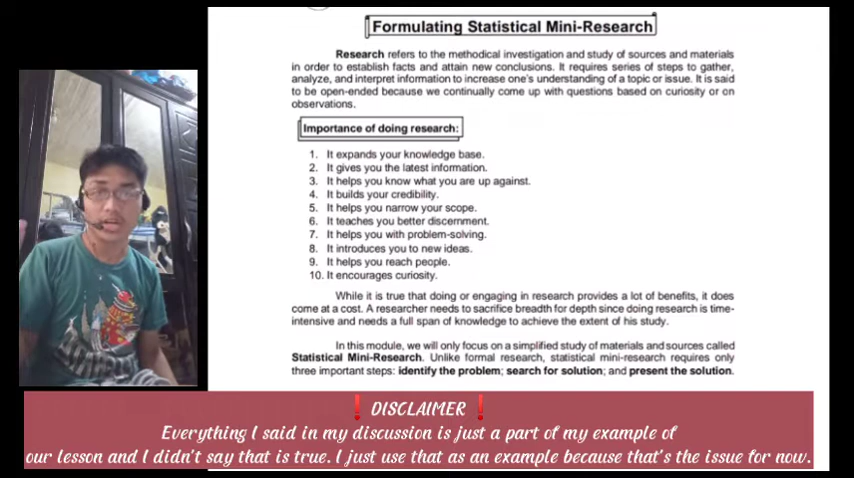 Formulating Statistical Mini-Research
Research refers to the methodical investigation and study of sources and materials
in order to establish facts and attain new conclusions. It requires series of steps to gather,
analyze, and interpret information to increase one's understanding of a topic or issue. It is said
to be open-ended because we continually come up with questions based on curiosity or on
observations.
Importance of doing research:
1. It expands your knowledge base.
2. It gives you the latest information.
3. It helps you know what you are up against.
4. It builds your credibility.
5. It helps you narrow your scope.
6. It teaches you better discernment.
7. It helps you with problem-solving.
8. It introduces you to new ideas.
9. It helps you reach people.
10. It encourages curiosity.
While it is true that doing or engaging in research provides a lot of benefits, it does
come at a cost. A researcher needs to sacrifice breadth for depth since doing research is time-
intensive and needs a full span of knowledge to achieve the extent of his study.
In this module, we will only focus on a simplified study of materials and sources called
Statistical Mini-Research. Unlike formal research, statistical mini-research requires only
three important steps: identify the problem; search for solution; and present the solution.
❗ DISCLAIMER ❗
Everything I said in my discussion is just a part of my example of
our lesson and I didn't say that is true. I just use that as an example because that's the issue for now.